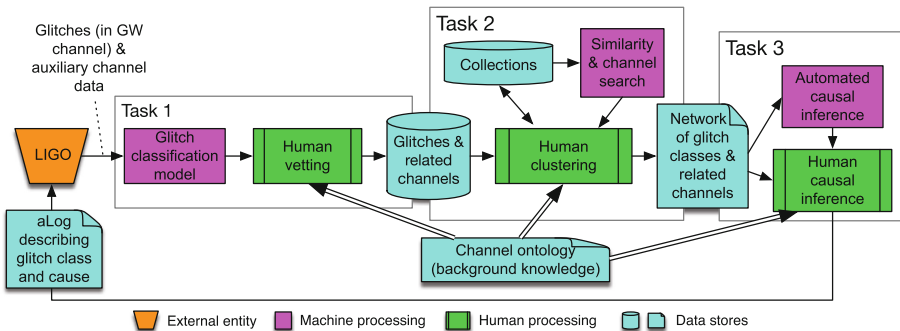 Glitches (in GW
channel) &
auxiliary channel
data
Task 1
Task 2
Task 3
LIGO
Glitch
classification
model
Human
vetting
Glitches &
related
channels
Collections
Similarity
& channel
search
Human
clustering
Network
of glitch
classes &
related
channels
Automated
causal
inference
Human
causal
inference
aLog
describing
glitch class
and cause
Channel ontology
(background knowledge)
External entity
Machine processing
Human processing
Data stores